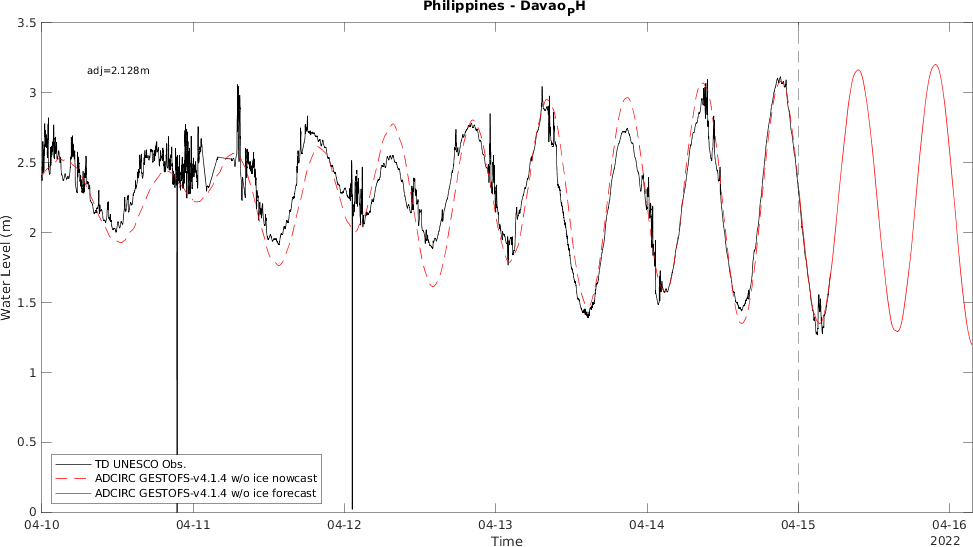 Philippines - Davao_PH
adj=2.128m
3.5
3
2.5
2
1.5
1
0.5
0
Water Level (m)
TD UNESCO Obs.
ADCIRC GESTOFS-v4.1.4 w/o ice nowcast
ADCIRC GESTOFS-v4.1.4 w/o ice forecast
04-10 04-11 04-12 04-13 04-14 04-15 04-16
Time
2022